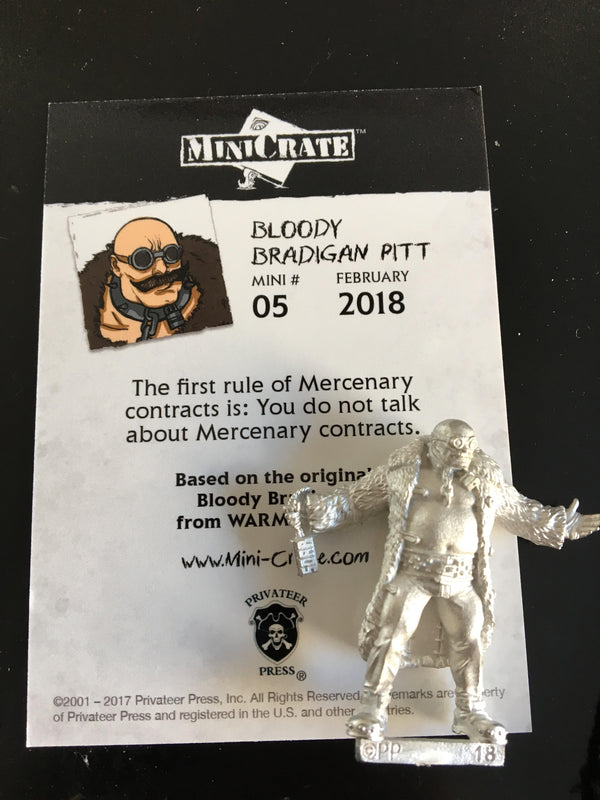 MINICRATE™
BLOODY
BRADIGAN PITT
MINI # FEBRUARY
05 2018
The first rule of Mercenary
contracts is: You do not talk
about Mercenary contracts.
Based on the original
Bloody
from
www.Mini-Crate.com
PRIVATEER
PRESS®
©2001 – 2017 Privateer Press, Inc. All Rights Reserved. are
of Privateer Press and registered in the U.S. and other
©PP 18